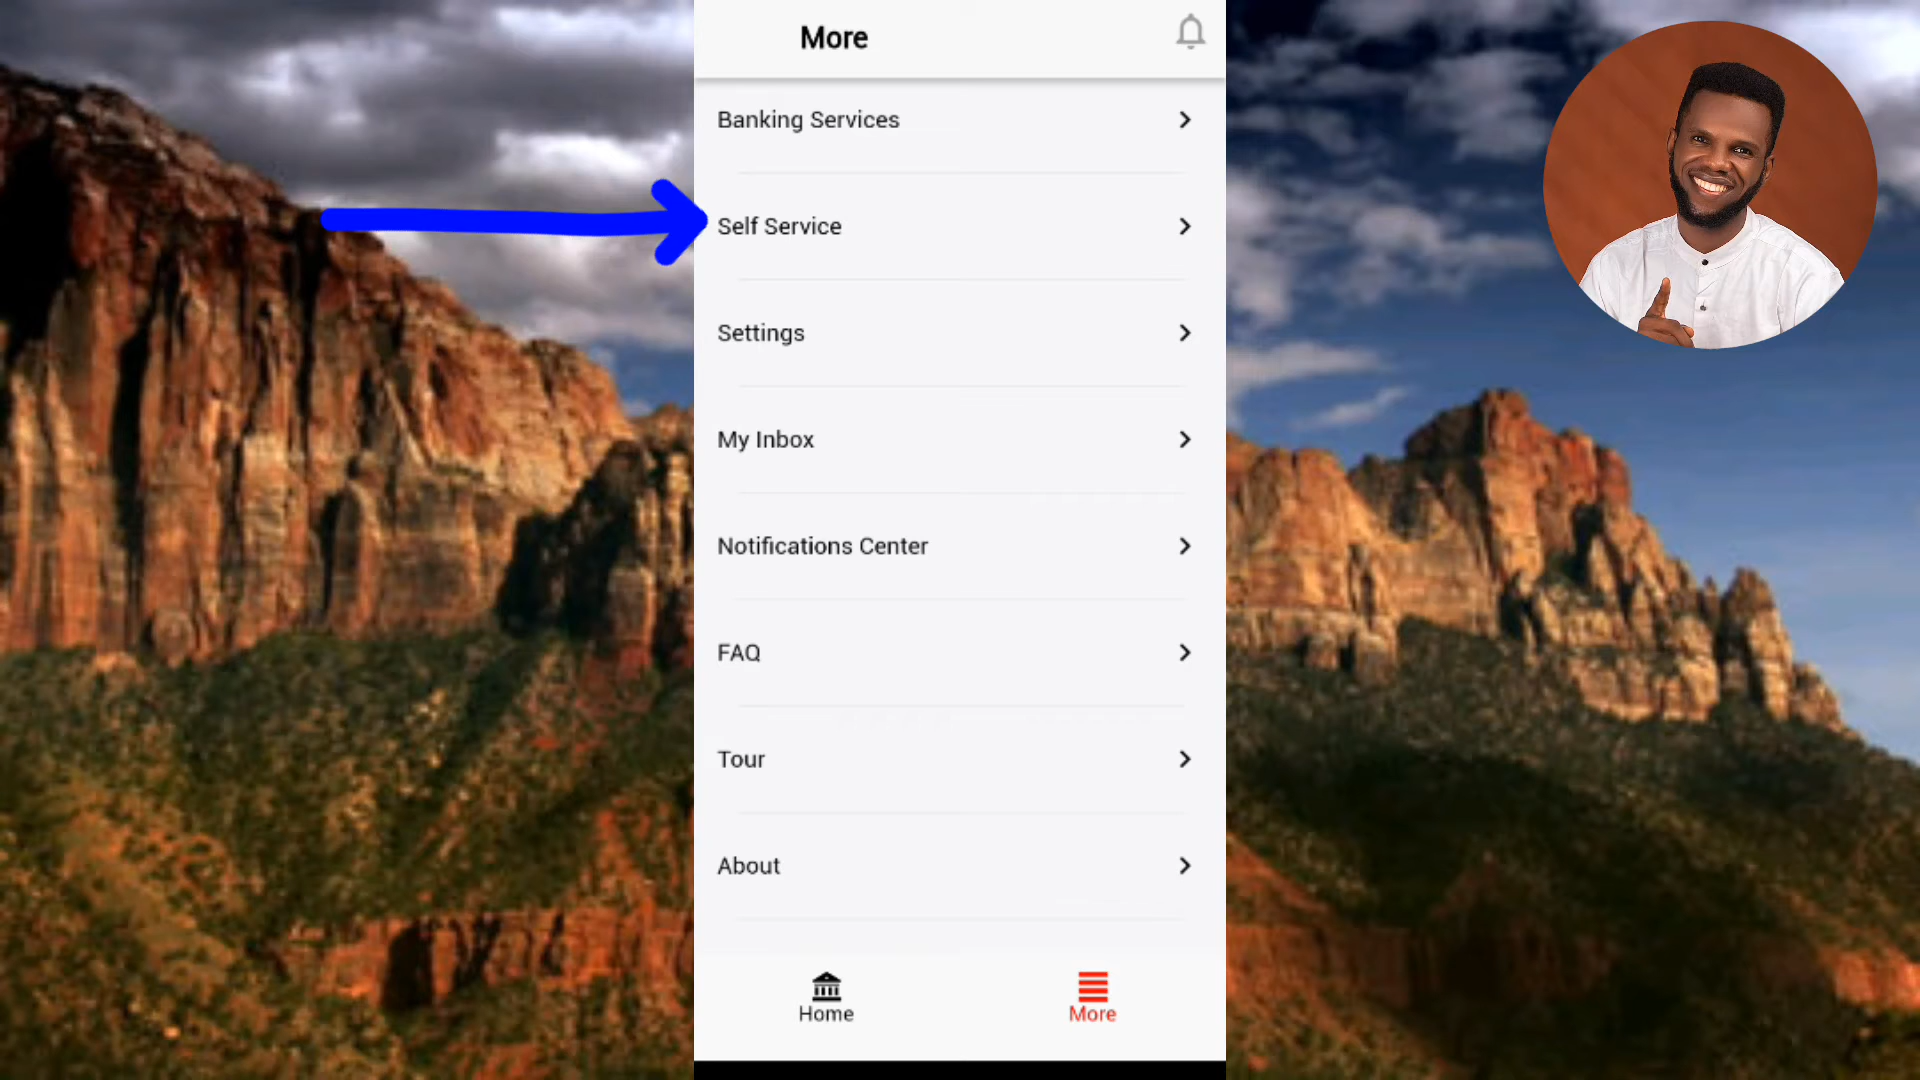 More
Banking Services
Self Service
Settings
My Inbox
Notifications Center
FAQ
Tour
About
Home
More